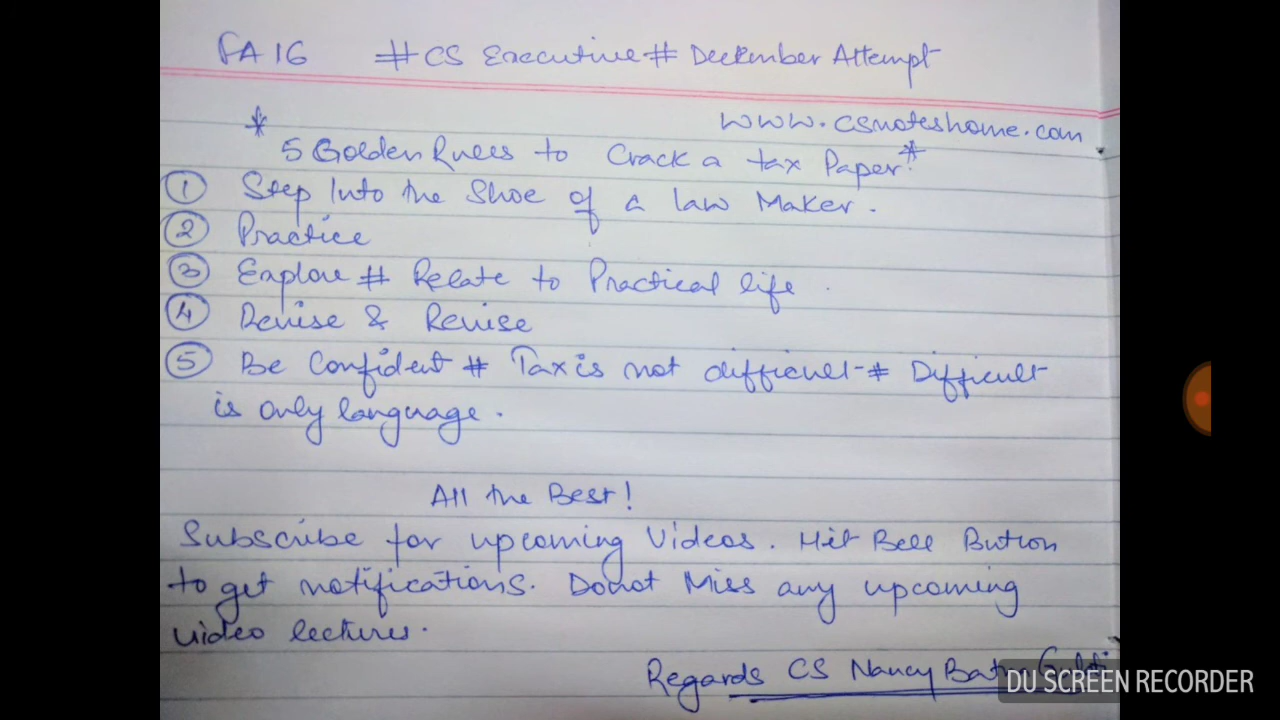 FA 16 # CS Executive # December Attempt
www.csnoteshome.com
* 5 Golden Rules to Crack a tax Paper! *
① Step Into the Shoe of a law Maker.
② Practice
③ Explore # Relate to Practical life.
④ Revise & Revise
⑤ Be Confident # Tax is not difficult # Difficult
is only language.
All the Best!
Subscribe for upcoming Videos. Hit Bell Button
to get notifications. Do not Miss any upcoming
video lectures.
Regards CS Nancy
DU SCREEN RECORDER